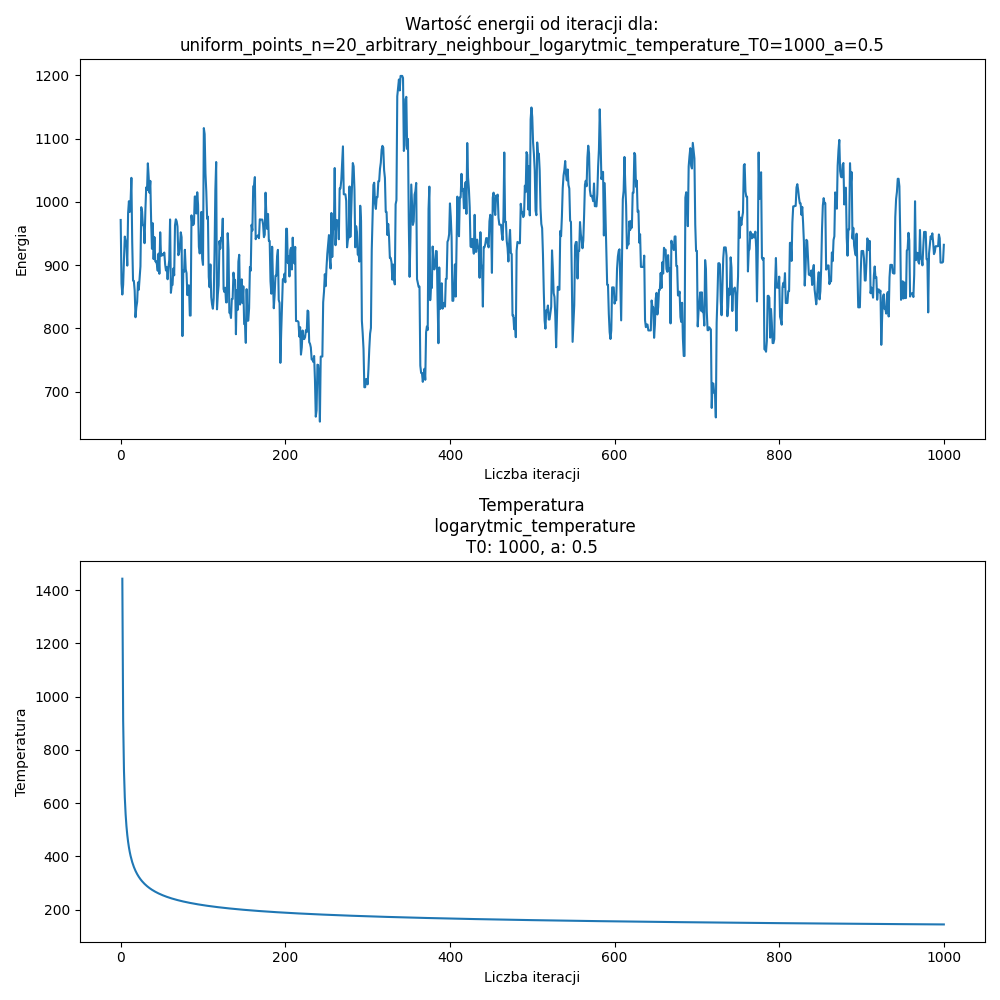 Wartość energii od iteracji dla:
uniform_points_n=20_arbitrary_neighbour_logarytmic_temperature_T0=1000_a=0.5
1200
1100
1000
900
800
700
Energia
0 200 400 600 800 1000
Liczba iteracji
Temperatura
logarytmic_temperature
T0: 1000, a: 0.5
1400
1200
1000
800
600
400
200
Temperatura
0 200 400 600 800 1000
Liczba iteracji